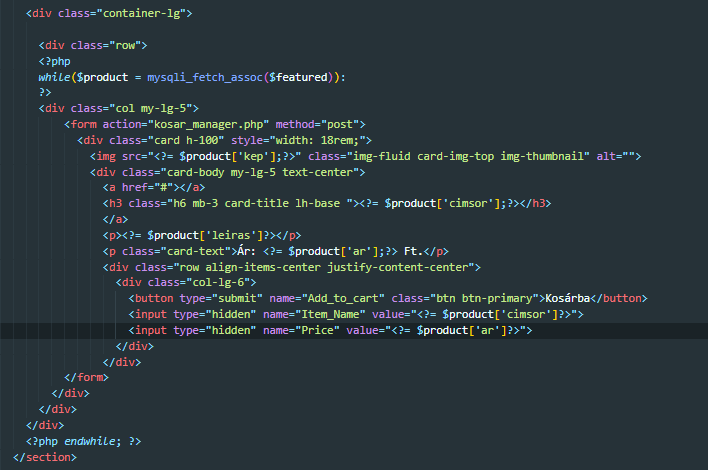 <div class="container-lg">
<div class="row">
<?php
while($product = mysqli_fetch_assoc($featured)):
?>
<div class="col my-lg-5">
<form action="kosar_manager.php" method="post">
<div class="card h-100" style="width: 18rem;">
<img src="<?= $product['kep'];?>" class="img-fluid card-img-top img-thumbnail" alt="">
<div class="card-body my-lg-5 text-center">
<a href="#"></a>
<h3 class="h6 mb-3 card-title lh-base "><?= $product['cimsor'];?></h3>
</a>
<p><?= $product['leiras']?></p>
<p class="card-text">Ár: <?= $product['ar'];?> Ft.</p>
<div class="row align-items-center justify-content-center">
<div class="col-lg-6">
<button type="submit" name="Add_to_cart" class="btn btn-primary">Kosárba</button>
<input type="hidden" name="Item_Name" value="<?= $product['cimsor']?>">
<input type="hidden" name="Price" value="<?= $product['ar']?>">
</div>
</div>
</form>
</div>
</div>
</div>
<?php endwhile; ?>
</section>